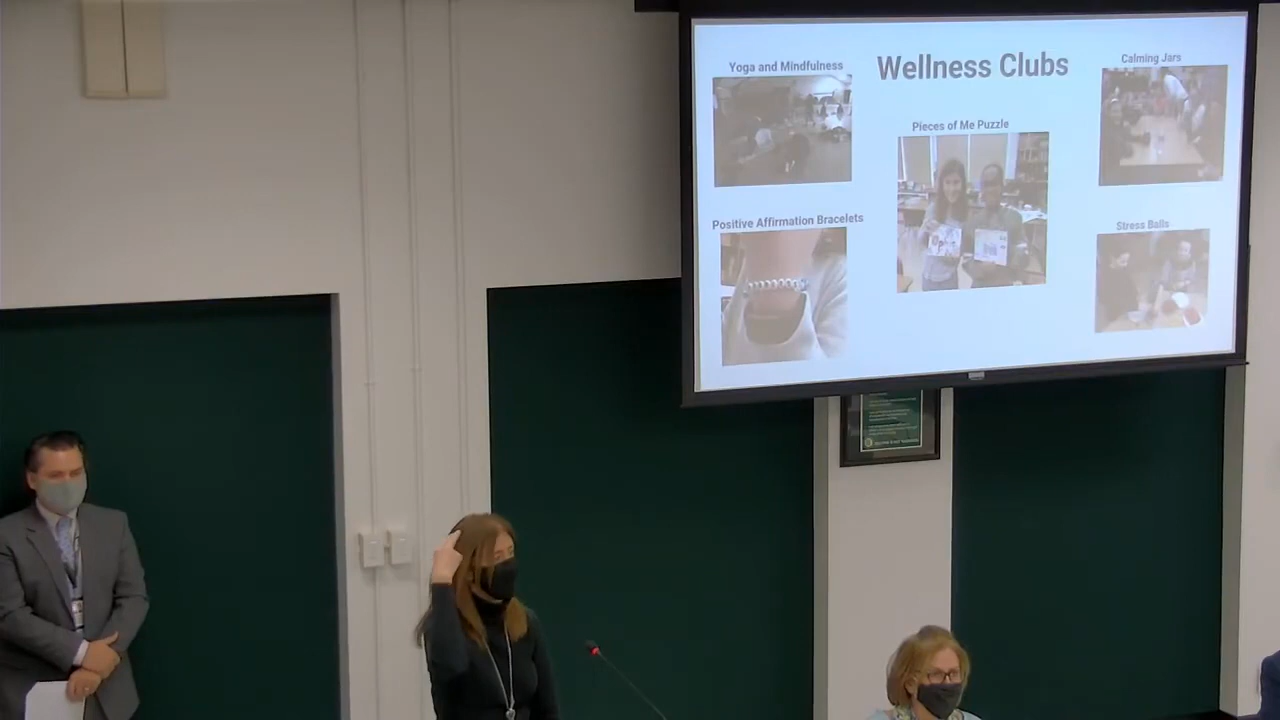 Wellness Clubs
Yoga and Mindfulness
Calming Jars
Pieces of Me Puzzle
Positive Affirmation Bracelets
Stress Balls